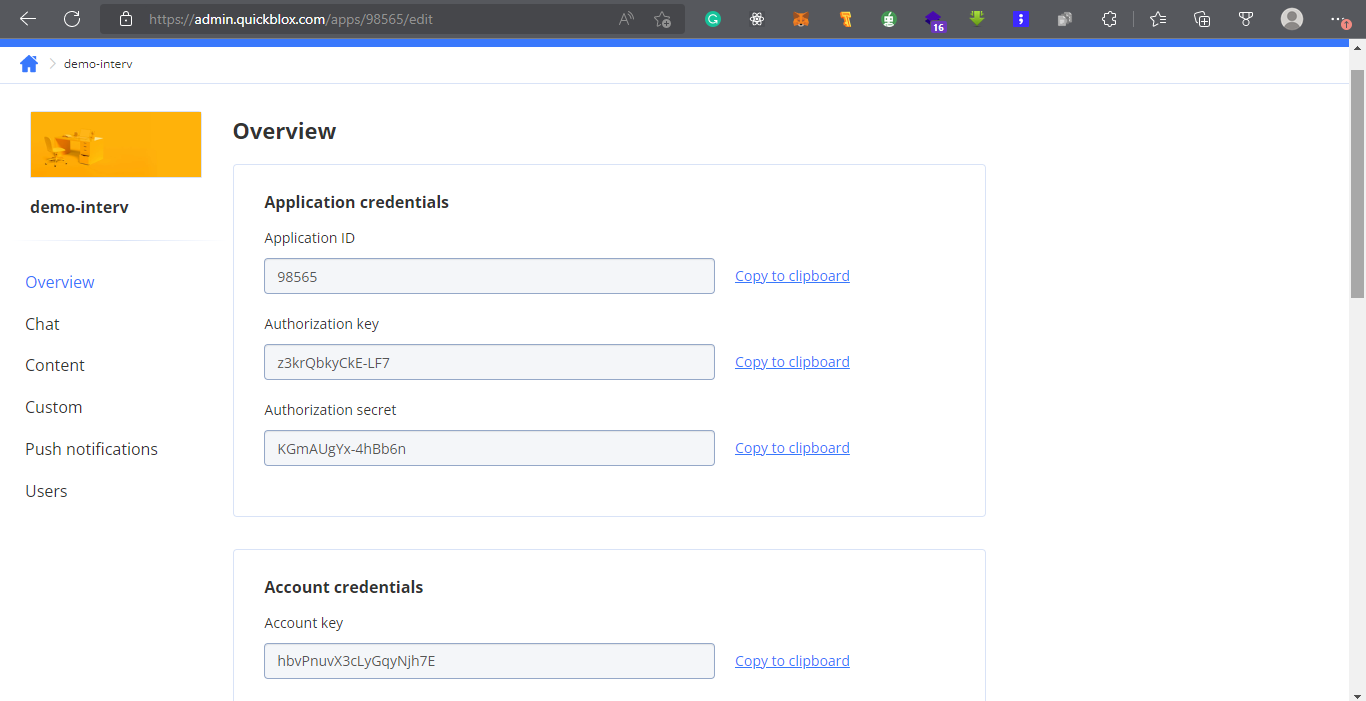 https://admin.quickblox.com/apps/98565/edit
16
demo-interv
Overview
demo-interv
Application credentials
Application ID
98565 Copy to clipboard
Authorization key
z3krQbkyCkE-LF7 Copy to clipboard
Authorization secret
KGmAUgYx-4hBb6n Copy to clipboard
Overview
Chat
Content
Custom
Push notifications
Users
Account credentials
Account key
hbvPnuvX3cLyGqyNjh7E Copy to clipboard